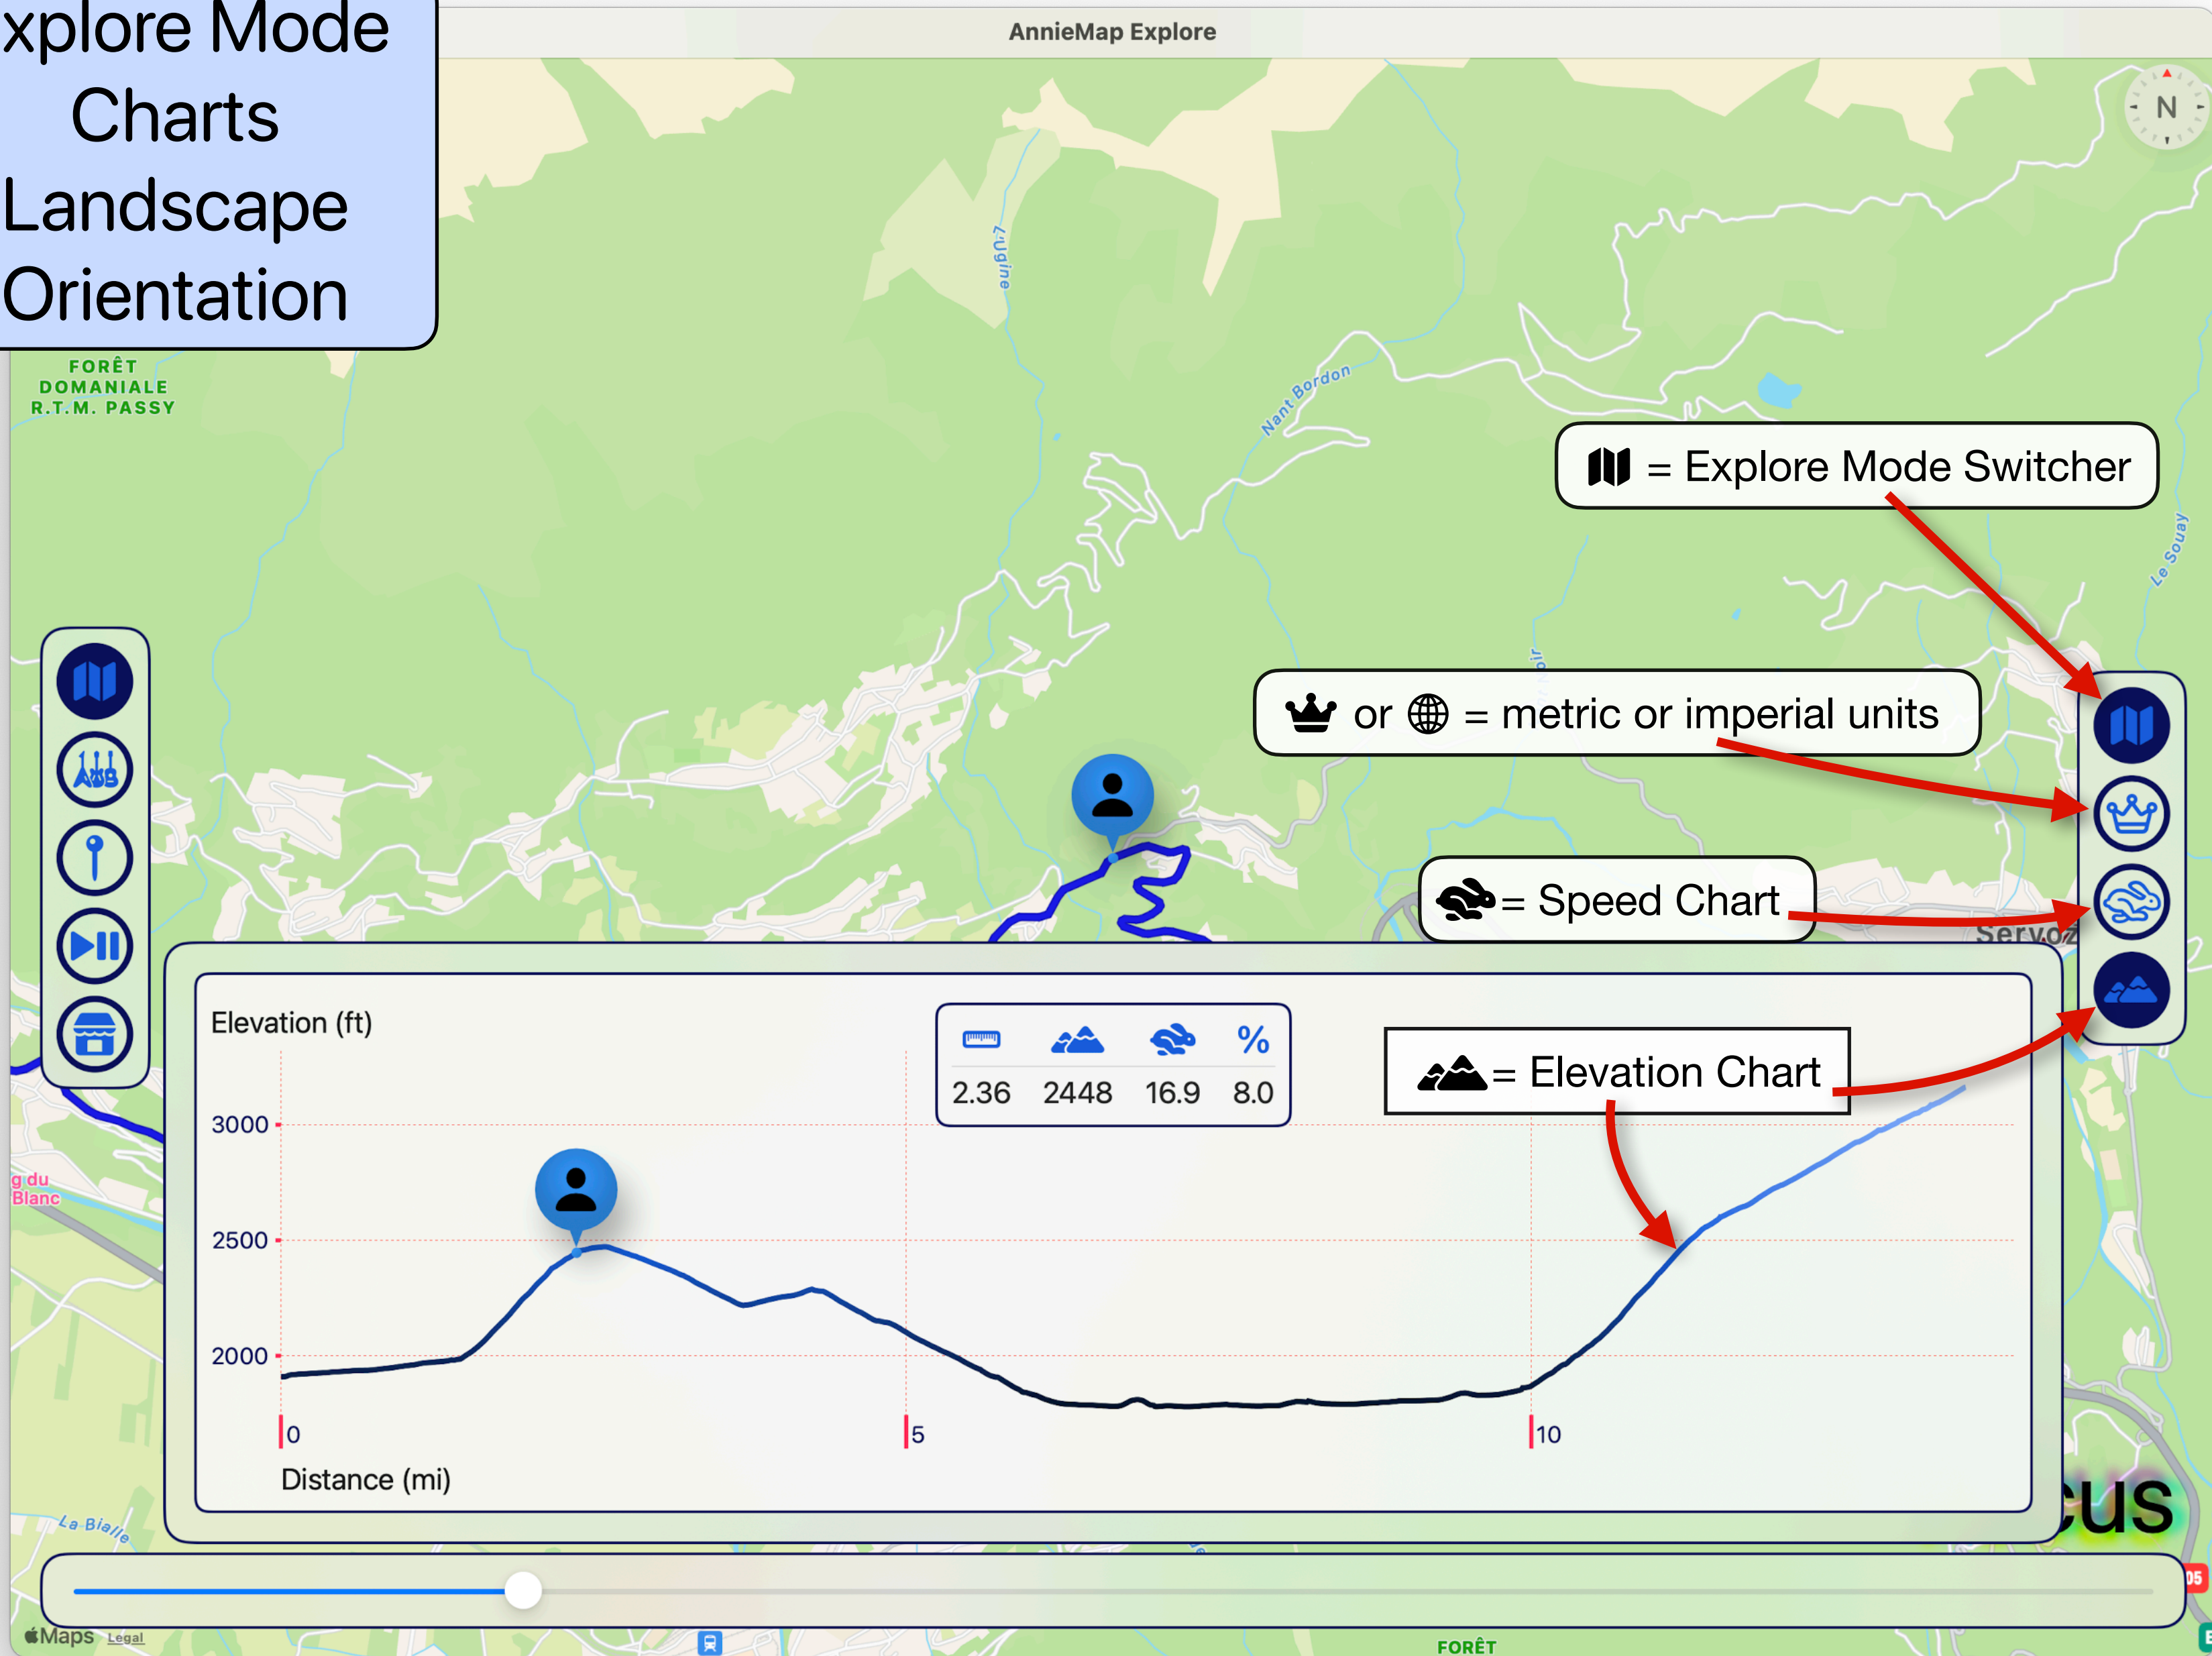 xplore Mode
Charts
Landscape
Orientation
AnnieMap Explore
N
L'Ugine
FORÊT
DOMANIALE
R.T.M. PASSY
Nant Bordon
= Explore Mode Switcher
Le Souay
or = metric or imperial units
= Speed Chart
Servoz
Elevation (ft)
%
2.36 2448 16.9 8.0
= Elevation Chart
3000
2500
2000
0 5 10
Distance (mi)
g du
Blanc
La Bialle
cus
05
Maps Legal
FORÊT